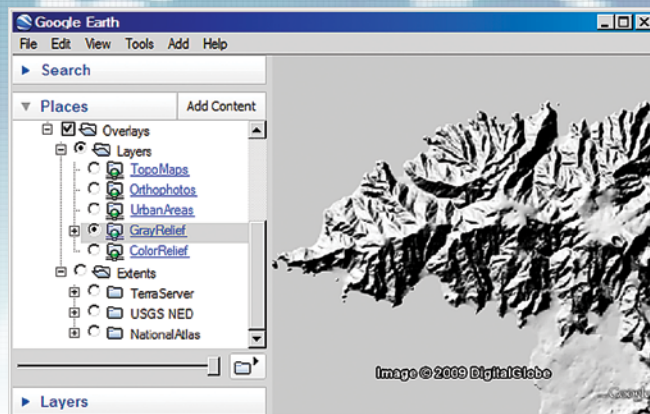 Google Earth
File Edit View Tools Add Help
Search
Places Add Content
Overlays
Layers
TopoMaps
Orthophotos
UrbanAreas
GrayRelief
ColorRelief
Extents
TerraServer
USGS NED
NationalAtlas
Image © 2009 DigitalGlobe
Google
Layers